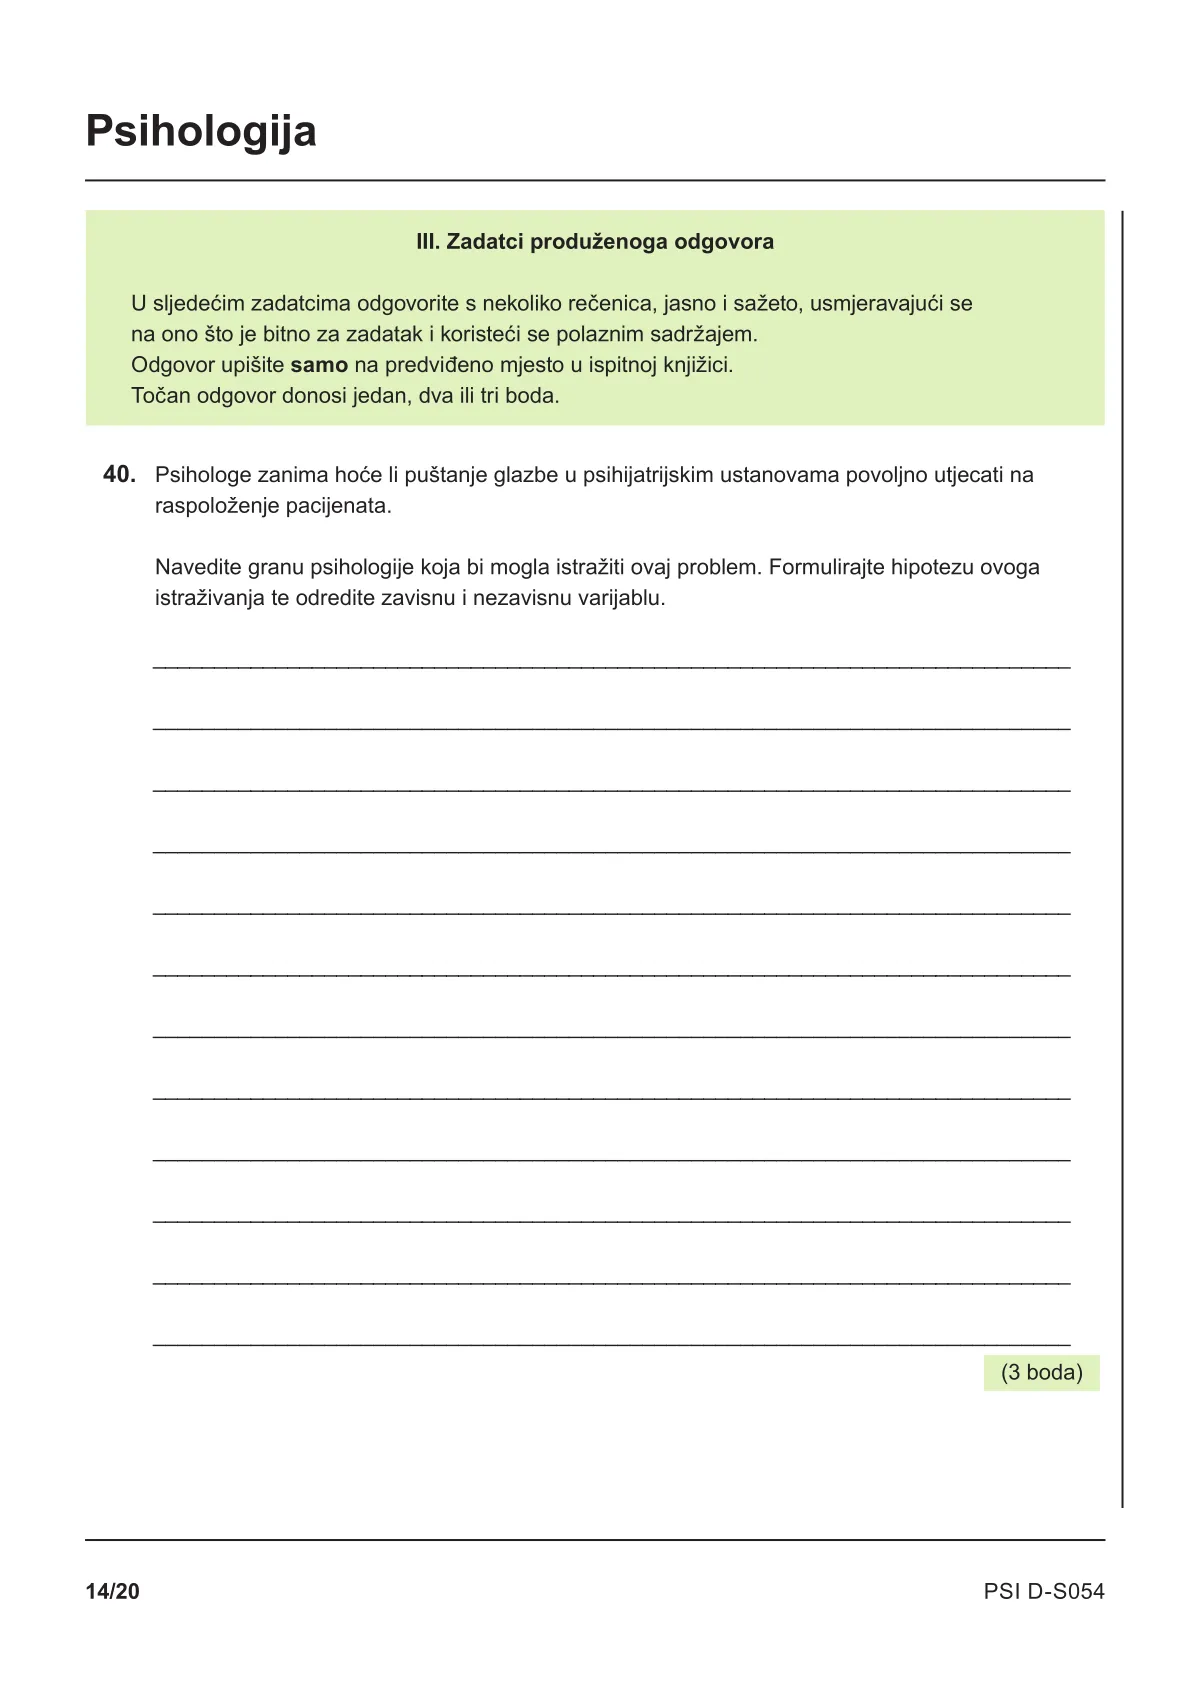 Psihologija
III. Zadatci produženoga odgovora
U sljedećim zadatcima odgovorite s nekoliko rečenica, jasno i sažeto, usmjeravajući se
na ono što je bitno za zadatak i koristeći se polaznim sadržajem.
Odgovor upišite samo na predviđeno mjesto u ispitnoj knjižici.
Točan odgovor donosi jedan, dva ili tri boda.
40. Psihologe zanima hoće li puštanje glazbe u psihijatrijskim ustanovama povoljno utjecati na
raspoloženje pacijenata.
Navedite granu psihologije koja bi mogla istražiti ovaj problem. Formulirajte hipotezu ovoga
istraživanja te odredite zavisnu i nezavisnu varijablu.
(3 boda)
14/20
PSI D-S054